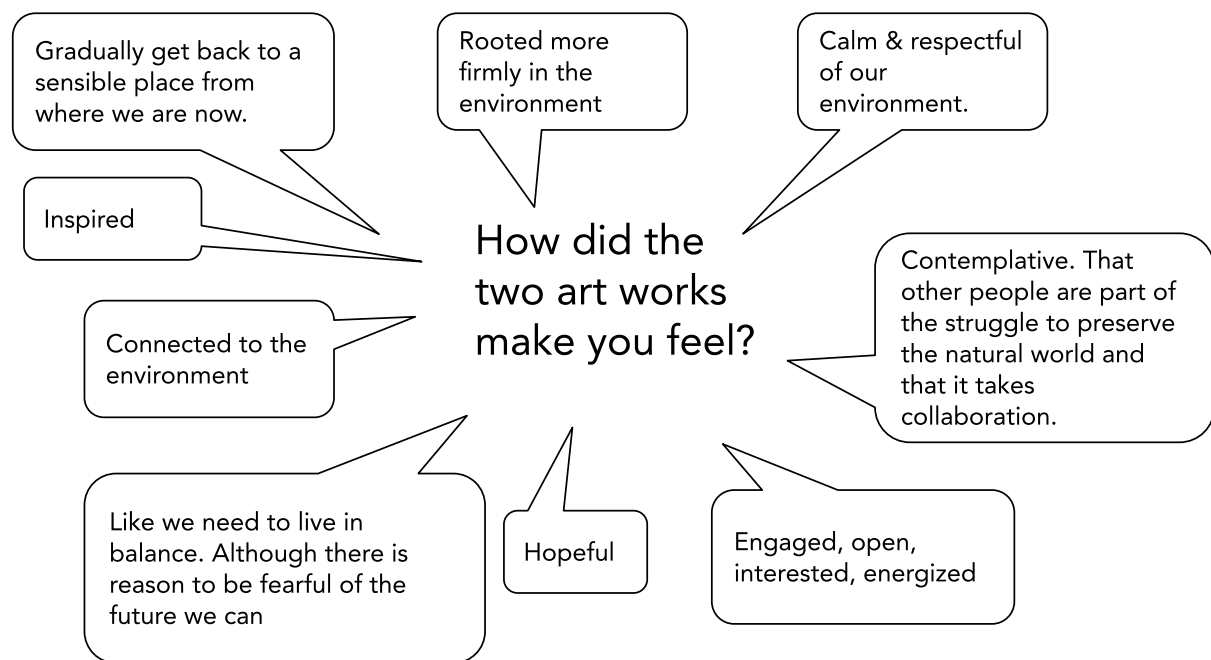 Gradually get back to a
sensible place from
where we are now.
Rooted more
firmly in the
environment
Calm & respectful
of our
environment.
Inspired
How did the
two art works
make you feel?
Contemplative. That
other people are part of
the struggle to preserve
the natural world and
that it takes
collaboration.
Connected to the
environment
Like we need to live in
balance. Although there is
reason to be fearful of the
future we can
Hopeful
Engaged, open,
interested, energized